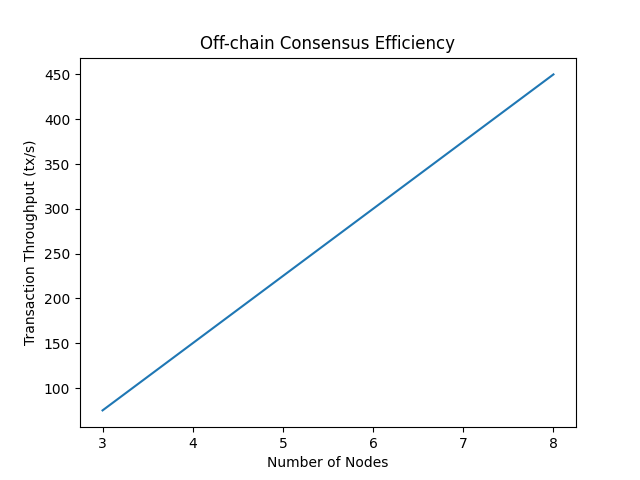 Off-chain Consensus Efficiency
Transaction Throughput (tx/s)
450
400
350
300
250
200
150
100
3 4 5 6 7 8
Number of Nodes